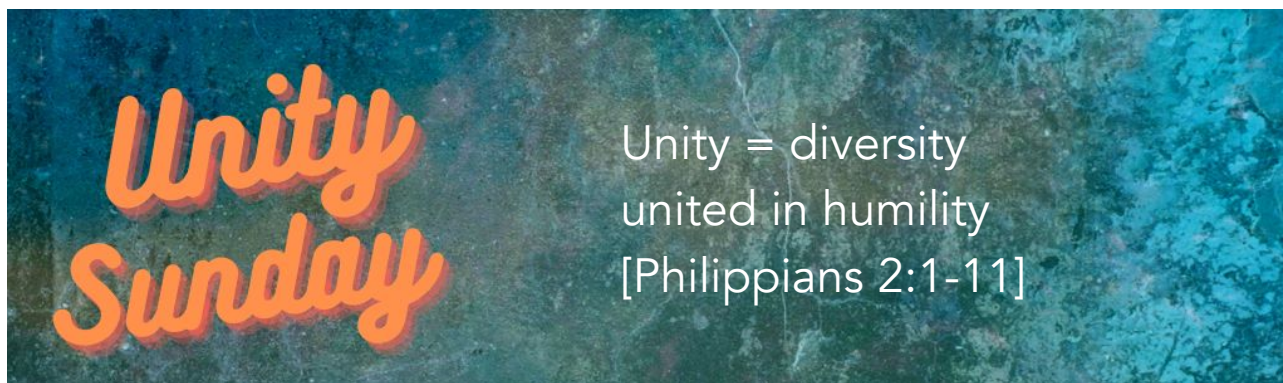 Unity
Sunday
Unity = diversity
united in humility
[Philippians 2:1-11]